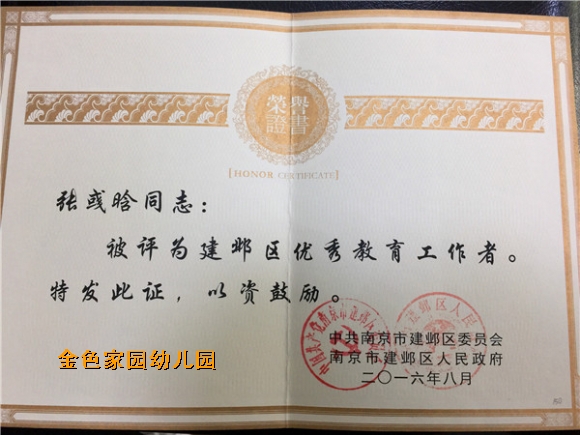 榮譽
證書
HONOR CERTIFICATE
张彧晗同志：
被评为建邺区优秀教育工作者。
特发此证，以资鼓励。
金色家园幼儿园
中共南京市建邺区委员会
南京市建邺区人民政府
二〇一六年八月